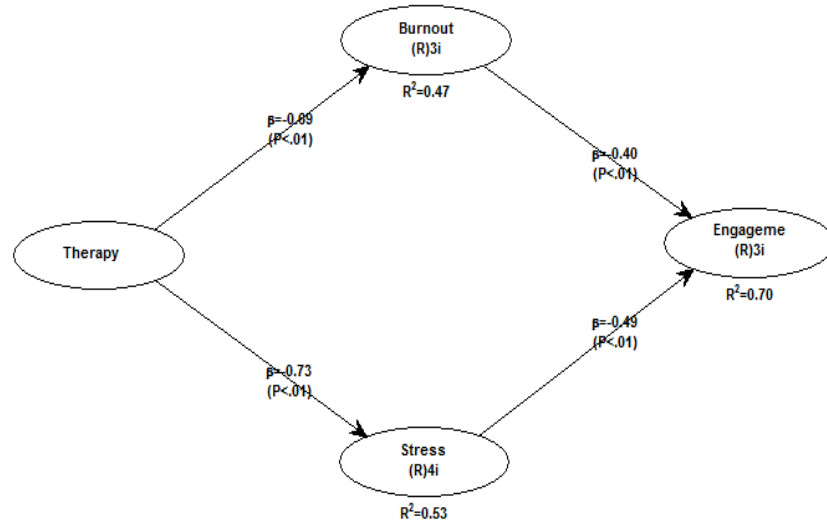 Burnout
(R)3i
R²=0.47
β=-0.69
(P<.01)
β=-0.40
(P<.01)
Therapy
Engageme
(R)3i
R²=0.70
β=-0.73
(P<.01)
β=-0.49
(P<.01)
Stress
(R)4i
R²=0.53